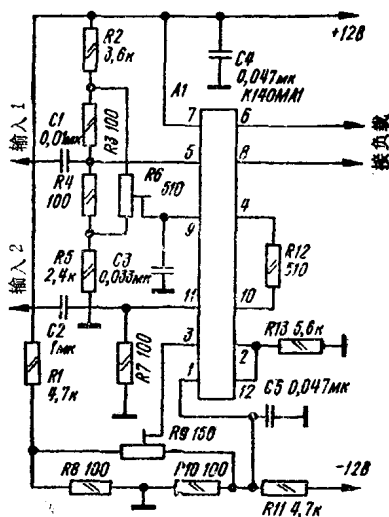 +12В
R2
3,6к
C4
0,047мк
К140МА1
A1
C1
0,01мк
R3 100
7
6
输入 1
5
8
接负载
R4
100
R6
510
4
9
R12
510
R5
2,4к
C3
0,033мк
输入 2
11
10
C2
1мк
R7 100
3
2
R13 5,6к
1
12
C5 0,047мк
R1
4,7к
R9 150
-12В
R8 100
R10 100
R11 4,7к